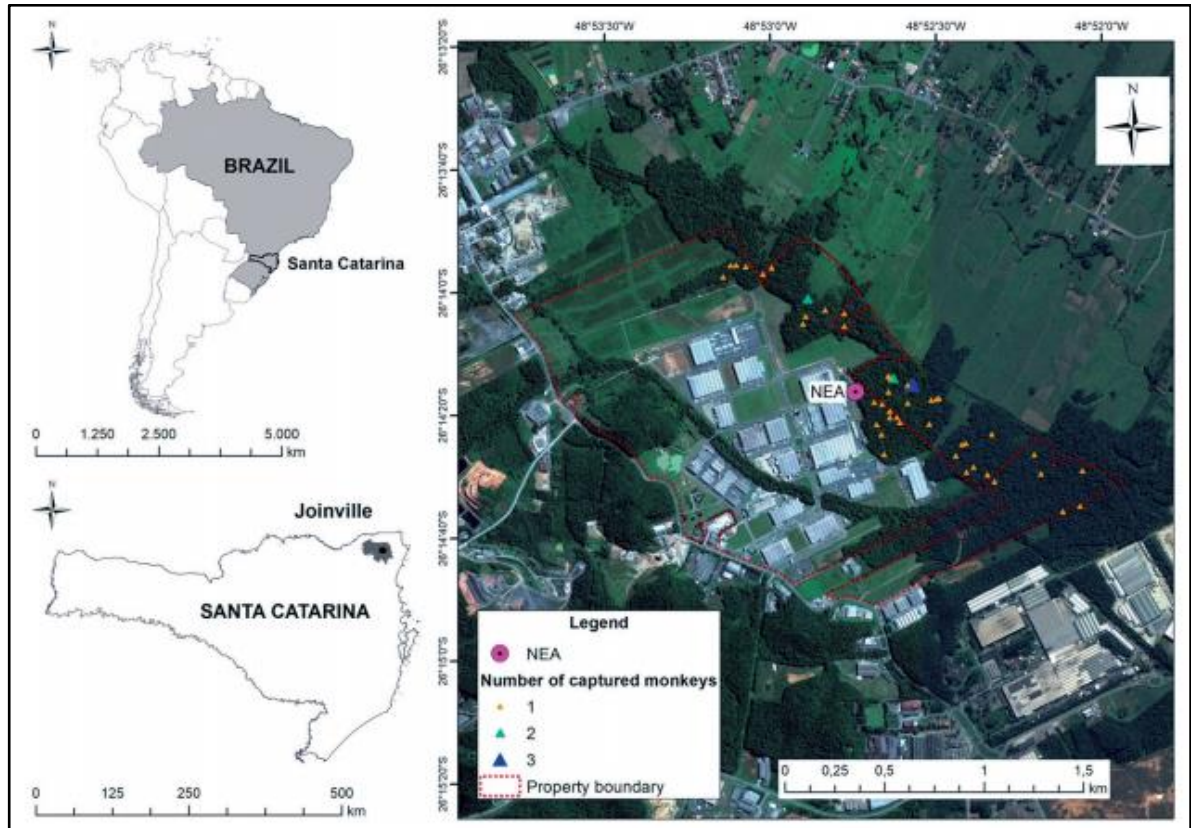 N
BRAZIL
Santa Catarina
0 1.250 2.500 5.000
km
N
Joinville
SANTA CATARINA
0 125 250 500
km
48°53'30"W 48°53'0"W 48°52'30"W 48°52'0"W
26°13'20"S
26°13'40"S
26°14'0"S
26°14'20"S
26°14'40"S
26°15'0"S
26°15'20"S
N
NEA
Legend
NEA
Number of captured monkeys
1
2
3
Property boundary
0 0,25 0,5 1 1,5
km